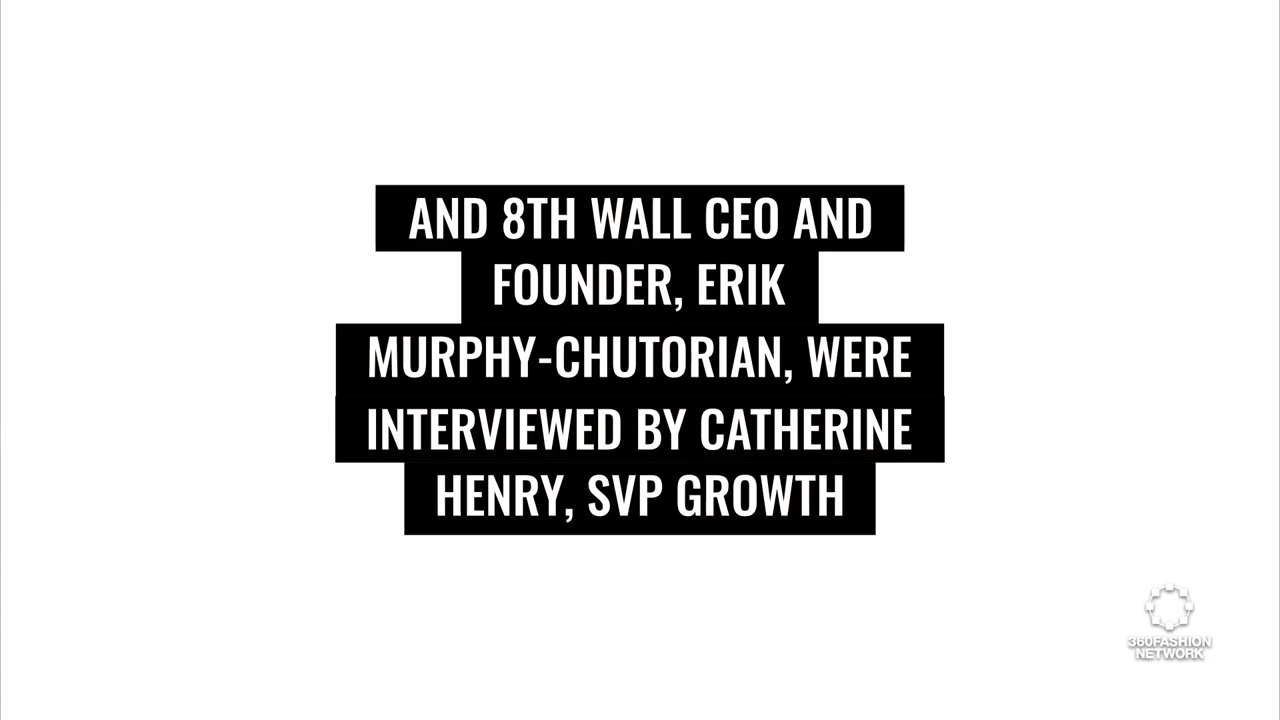 AND 8TH WALL CEO AND
FOUNDER, ERIK
MURPHY-CHUTORIAN, WERE
INTERVIEWED BY CATHERINE
HENRY, SVP GROWTH
360FASHION
NETWORK